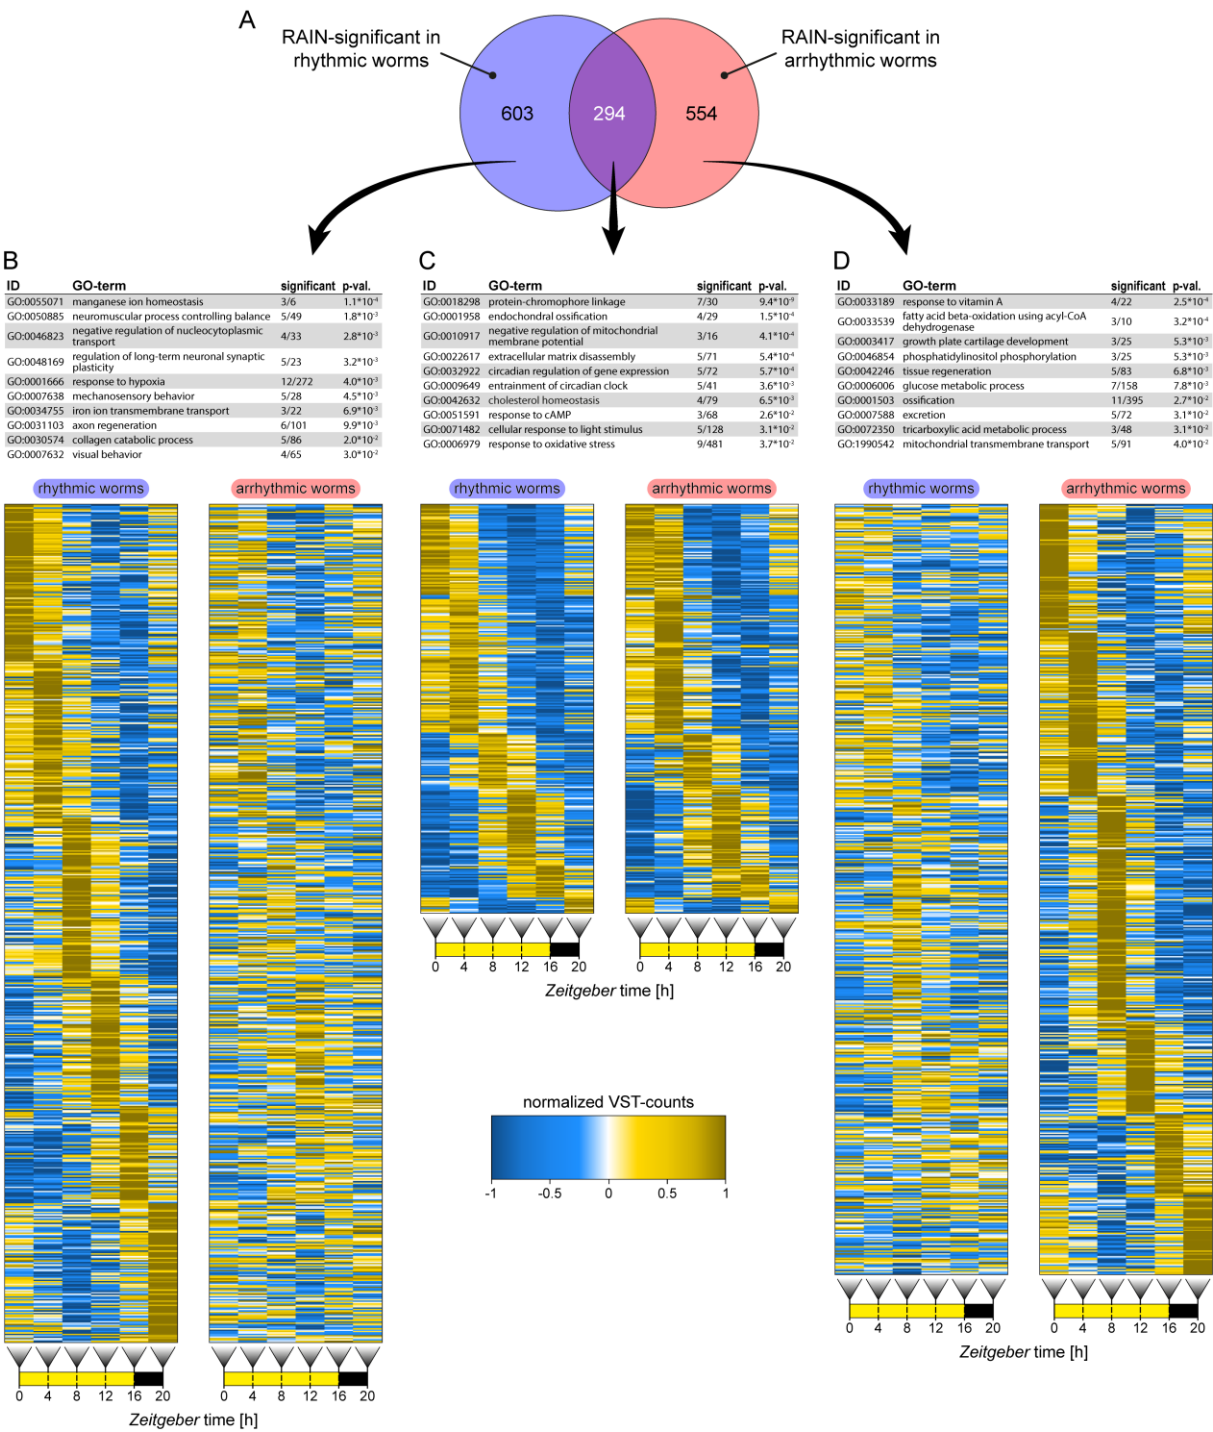 A
RAIN-significant in
rhythmic worms
RAIN-significant in
arrhythmic worms
603
294
554
B
ID GO-term significant p-val.
GO:0055071 manganese ion homeostasis 3/6 1.1*10⁻⁴
GO:0050885 neuromuscular process controlling balance 5/49 1.8*10⁻³
GO:0046823 negative regulation of nucleocytoplasmic
transport 4/33 2.8*10⁻³
GO:0048169 regulation of long-term neuronal synaptic
plasticity 5/23 3.2*10⁻³
GO:0001666 response to hypoxia 12/272 4.0*10⁻³
GO:0007638 mechanosensory behavior 5/28 4.5*10⁻³
GO:0034755 iron ion transmembrane transport 3/22 6.9*10⁻³
GO:0031103 axon regeneration 6/101 9.9*10⁻³
GO:0030574 collagen catabolic process 5/86 2.0*10⁻²
GO:0007632 visual behavior 4/65 3.0*10⁻²
C
ID GO-term significant p-val.
GO:0018298 protein-chromophore linkage 7/30 9.4*10⁻⁹
GO:0001958 endochondral ossification 4/29 1.5*10⁻⁴
GO:0010917 negative regulation of mitochondrial
membrane potential 3/16 4.1*10⁻⁴
GO:0022617 extracellular matrix disassembly 5/71 5.4*10⁻⁴
GO:0032922 circadian regulation of gene expression 5/72 5.7*10⁻⁴
GO:0009649 entrainment of circadian clock 5/41 3.6*10⁻³
GO:0042632 cholesterol homeostasis 4/79 6.5*10⁻³
GO:0051591 response to cAMP 3/68 2.6*10⁻²
GO:0071482 cellular response to light stimulus 5/128 3.1*10⁻²
GO:0006979 response to oxidative stress 9/481 3.7*10⁻²
D
ID GO-term significant p-val.
GO:0033189 response to vitamin A 4/22 2.5*10⁻⁴
GO:0033539 fatty acid beta-oxidation using acyl-CoA
dehydrogenase 3/10 3.2*10⁻⁴
GO:0003417 growth plate cartilage development 3/25 5.3*10⁻³
GO:0046854 phosphatidylinositol phosphorylation 3/25 5.3*10⁻³
GO:0042246 tissue regeneration 5/83 6.8*10⁻³
GO:0006006 glucose metabolic process 7/158 7.8*10⁻³
GO:0001503 ossification 11/395 2.7*10⁻²
GO:0007588 excretion 5/72 3.1*10⁻²
GO:0072350 tricarboxylic acid metabolic process 3/48 3.1*10⁻²
GO:1990542 mitochondrial transmembrane transport 5/91 4.0*10⁻²
rhythmic worms
arrhythmic worms
0 4 8 12 16 20
0 4 8 12 16 20
Zeitgeber time [h]
rhythmic worms
arrhythmic worms
0 4 8 12 16 20
0 4 8 12 16 20
Zeitgeber time [h]
normalized VST-counts
-1 -0.5 0 0.5 1
rhythmic worms
arrhythmic worms
0 4 8 12 16 20
0 4 8 12 16 20
Zeitgeber time [h]